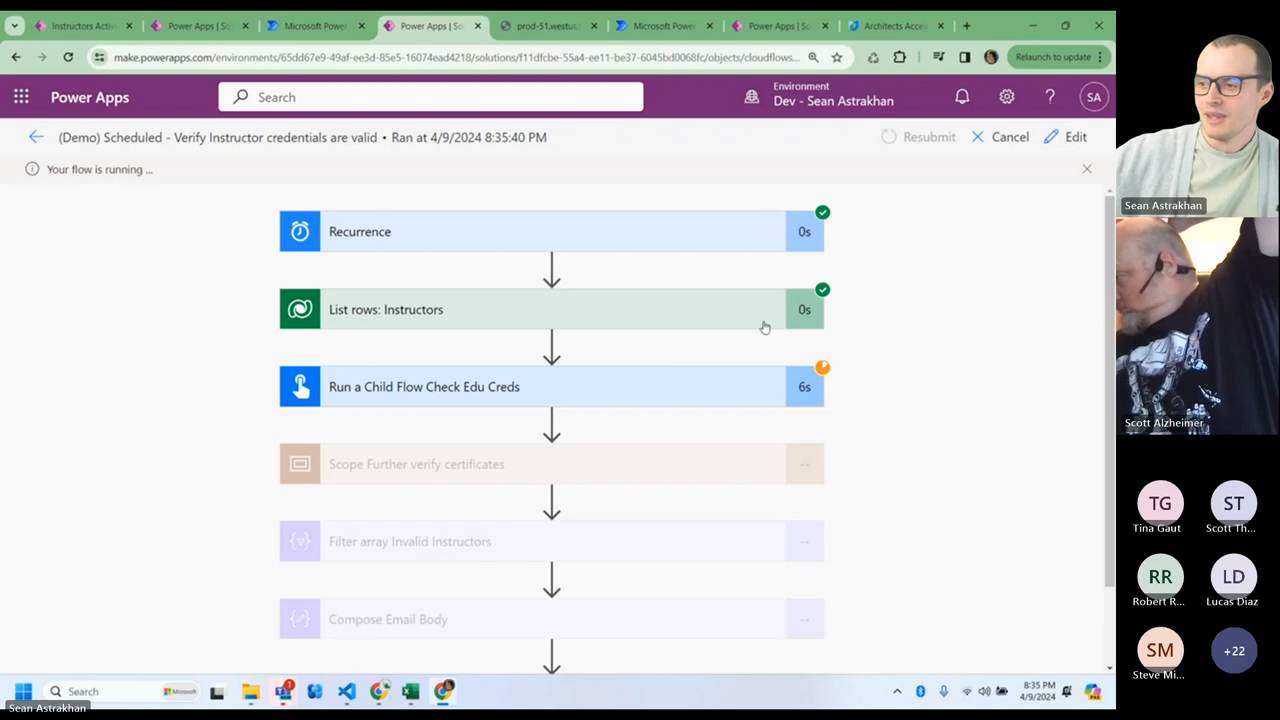 Instructors Activ
Power Apps | Sol
Microsoft Power
Power Apps | So
prod-51.westus.
Microsoft Power
Power Apps | So
Architects Acces
make.powerapps.com/environments/65dd67e9-49af-ee3d-85e5-16074ead4218/solutions/f11dfcbe-55a4-ee11-be37-6045bd0068fc/objects/cloudflows...
Relaunch to update
Power Apps
Search
Environment
Dev - Sean Astrakhan
SA
(Demo) Scheduled - Verify Instructor credentials are valid • Ran at 4/9/2024 8:35:40 PM
Resubmit
Cancel
Edit
Your flow is running ...
Recurrence
0s
List rows: Instructors
0s
Run a Child Flow Check Edu Creds
6s
Scope Further verify certificates
--
Filter array Invalid Instructors
--
Compose Email Body
--
Sean Astrakhan
Scott Alzheimer
TG
Tina Gaut
ST
Scott Th...
RR
Robert R...
LD
Lucas Diaz
SM
Steve Mi...
+22
Search
Microsoft
1
8:35 PM
4/9/2024
Sean Astrakhan